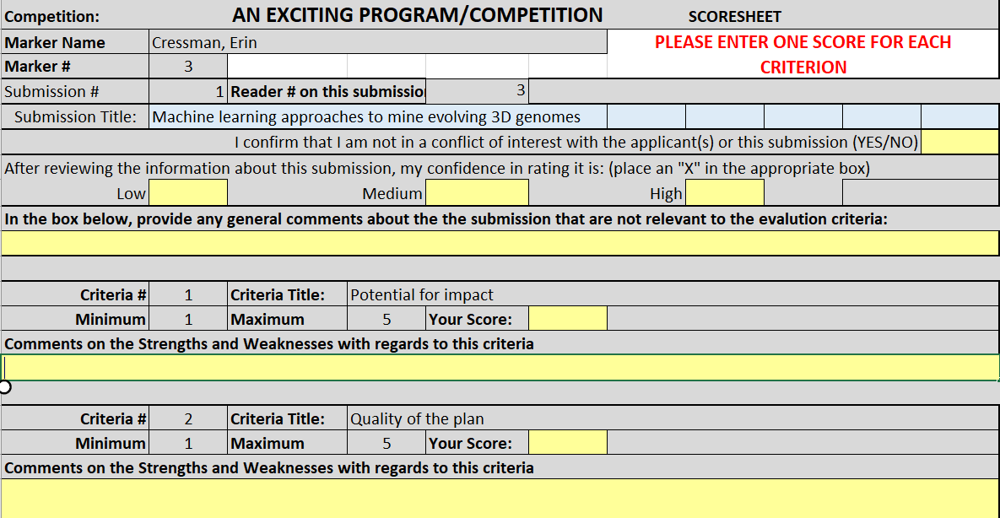 Competition: AN EXCITING PROGRAM/COMPETITION SCORESHEET
Marker Name Cressman, Erin PLEASE ENTER ONE SCORE FOR EACH
Marker # 3 CRITERION
Submission # 1 Reader # on this submissio 3
Submission Title: Machine learning approaches to mine evolving 3D genomes
I confirm that I am not in a conflict of interest with the applicant(s) or this submission (YES/NO)
After reviewing the information about this submission, my confidence in rating it is: (place an "X" in the appropriate box)
Low Medium High
In the box below, provide any general comments about the the submission that are not relevant to the evalution criteria:
Criteria # 1 Criteria Title: Potential for impact
Minimum 1 Maximum 5 Your Score:
Comments on the Strengths and Weaknesses with regards to this criteria
Criteria # 2 Criteria Title: Quality of the plan
Minimum 1 Maximum 5 Your Score:
Comments on the Strengths and Weaknesses with regards to this criteria